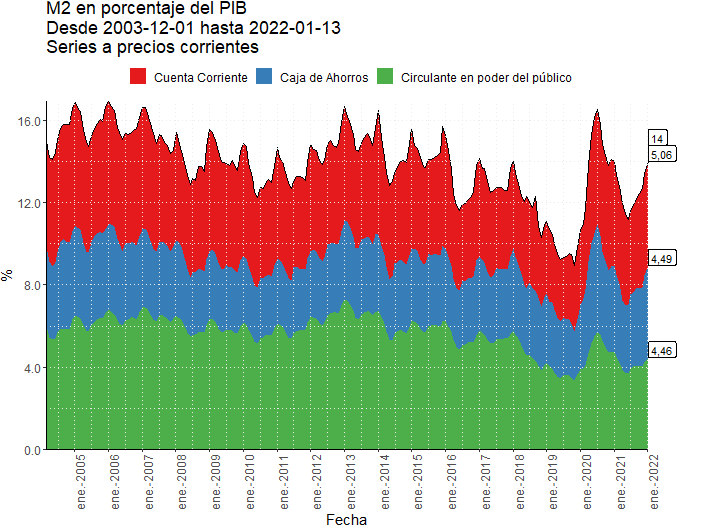 M2 en porcentaje del PIB
Desde 2003-12-01 hasta 2022-01-13
Series a precios corrientes
Cuenta Corriente
Caja de Ahorros
Circulante en poder del público
%
16.0
12.0
8.0
4.0
0.0
14
5,06
4,49
4,46
ene.-2005
ene.-2006
ene.-2007
ene.-2008
ene.-2009
ene.-2010
ene.-2011
ene.-2012
ene.-2013
ene.-2014
ene.-2015
ene.-2016
ene.-2017
ene.-2018
ene.-2019
ene.-2020
ene.-2021
ene.-2022
Fecha